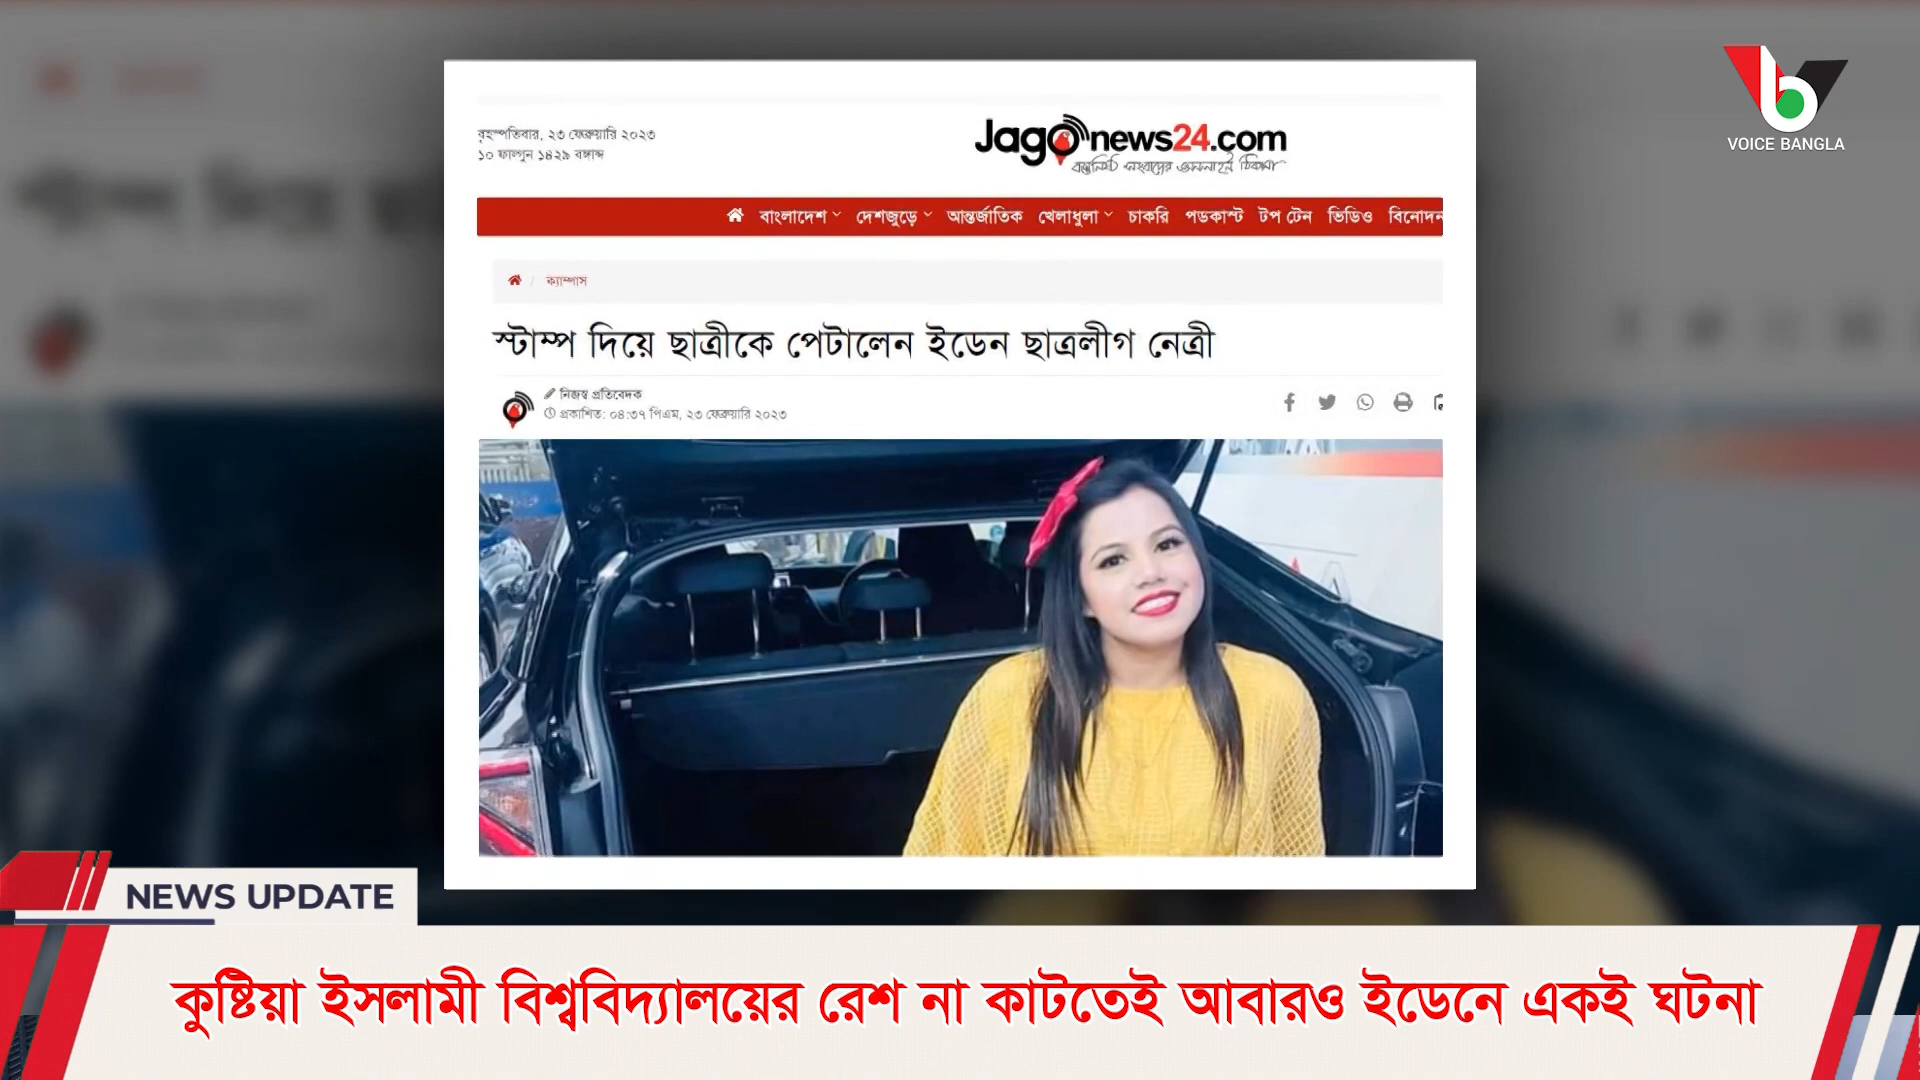 VOICE BANGLA
বৃহস্পতিবার, ২৩ ফেব্রুয়ারি ২০২৩
১০ ফাল্গুন ১৪২৯ বঙ্গাব্দ
Jagonews24.com
বাংলাদেশ দেশজুড়ে আন্তর্জাতিক খেলাধুলা চাকরি পডকাস্ট টপ টেন ভিডিও বিনোদন
ক্যাম্পাস
স্টাম্প দিয়ে ছাত্রীকে পেটালেন ইডেন ছাত্রলীগ নেত্রী
নিজস্ব প্রতিবেদক
প্রকাশিত: ০৪:৩৭ পিএম, ২৩ ফেব্রুয়ারি ২০২৩
NEWS UPDATE
কুষ্টিয়া ইসলামী বিশ্ববিদ্যালয়ের রেশ না কাটতেই আবারও ইডেনে একই ঘটনা